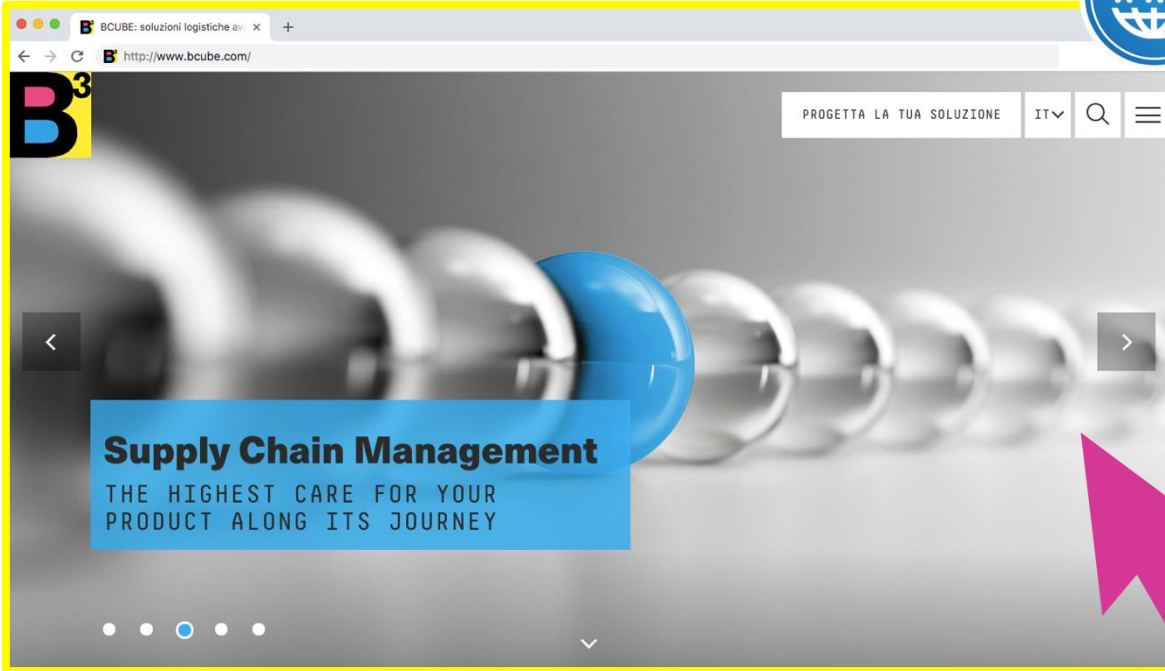 BCUBE: soluzioni logistiche av
http://www.bcube.com/
B3
PROGETTA LA TUA SOLUZIONE
IT
Supply Chain Management
THE HIGHEST CARE FOR YOUR
PRODUCT ALONG ITS JOURNEY